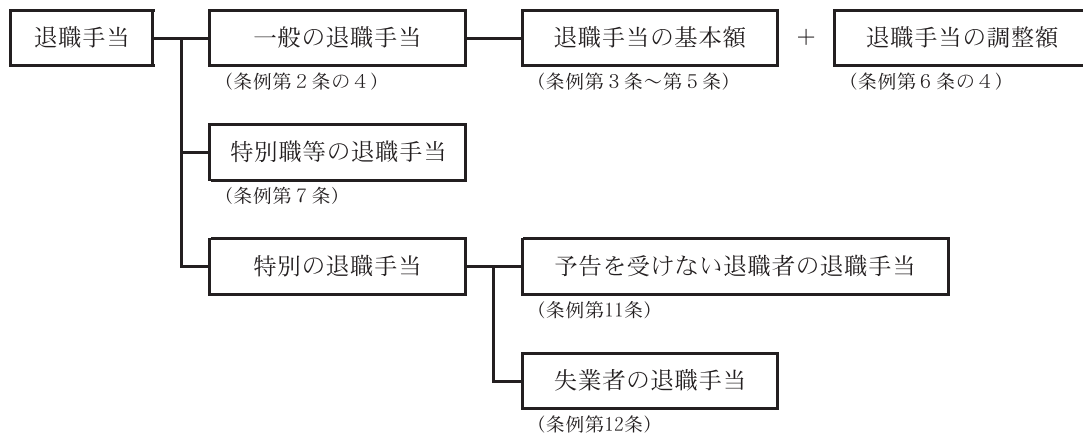 退職手当 一般の退職手当 退職手当の基本額 + 退職手当の調整額
(条例第2条の4) (条例第3条~第5条) (条例第6条の4)
特別職等の退職手当
(条例第7条)
特別の退職手当 予告を受けない退職者の退職手当
(条例第11条)
失業者の退職手当
(条例第12条)